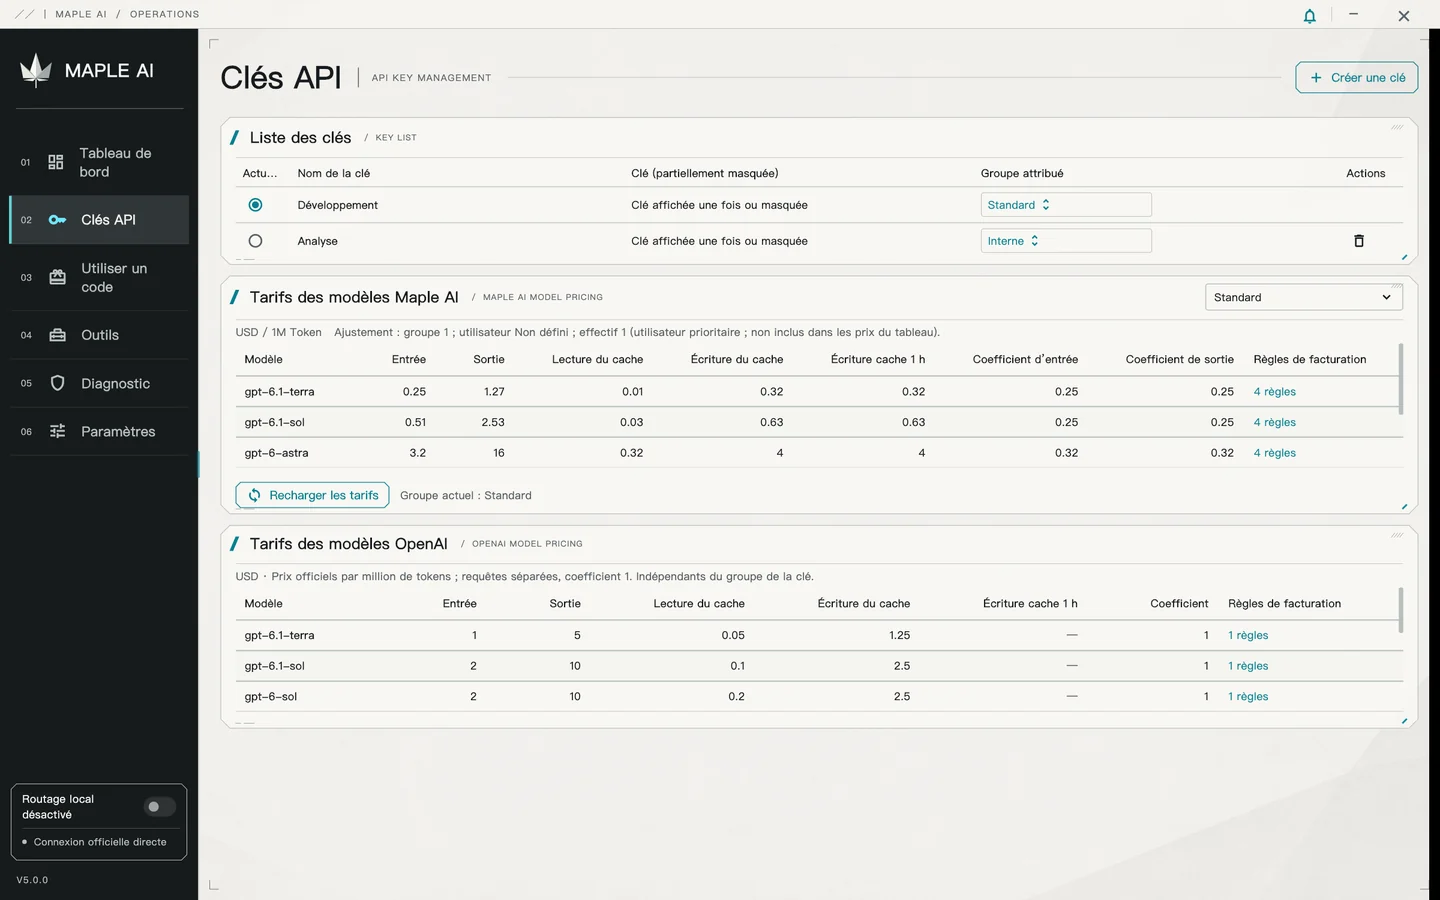 MAPLE AI / OPERATIONS
MAPLE AI
01 Tableau de
bord
02 Clés API
03 Utiliser un
code
04 Outils
05 Diagnostic
06 Paramètres
Routage local
désactivé
Connexion officielle directe
V5.0.0
Clés API | API KEY MANAGEMENT
+ Créer une clé
Liste des clés / KEY LIST
Actu... Nom de la clé Clé (partiellement masquée) Groupe attribué Actions
Développement Clé affichée une fois ou masquée Standard
Analyse Clé affichée une fois ou masquée Interne
Tarifs des modèles Maple AI / MAPLE AI MODEL PRICING
Standard
USD / 1M Token Ajustement : groupe 1 ; utilisateur Non défini ; effectif 1 (utilisateur prioritaire ; non inclus dans les prix du tableau).
Modèle Entrée Sortie Lecture du cache Écriture du cache Écriture cache 1 h Coefficient d'entrée Coefficient de sortie Règles de facturation
gpt-6.1-terra 0.25 1.27 0.01 0.32 0.32 0.25 0.25 4 règles
gpt-6.1-sol 0.51 2.53 0.03 0.63 0.63 0.25 0.25 4 règles
gpt-6-astra 3.2 16 0.32 4 4 0.32 0.32 4 règles
Recharger les tarifs Groupe actuel : Standard
Tarifs des modèles OpenAI / OPENAI MODEL PRICING
USD · Prix officiels par million de tokens ; requêtes séparées, coefficient 1. Indépendants du groupe de la clé.
Modèle Entrée Sortie Lecture du cache Écriture du cache Écriture cache 1 h Coefficient Règles de facturation
gpt-6.1-terra 1 5 0.05 1.25 — 1 1 règles
gpt-6.1-sol 2 10 0.1 2.5 — 1 1 règles
gpt-6-sol 2 10 0.2 2.5 — 1 1 règles